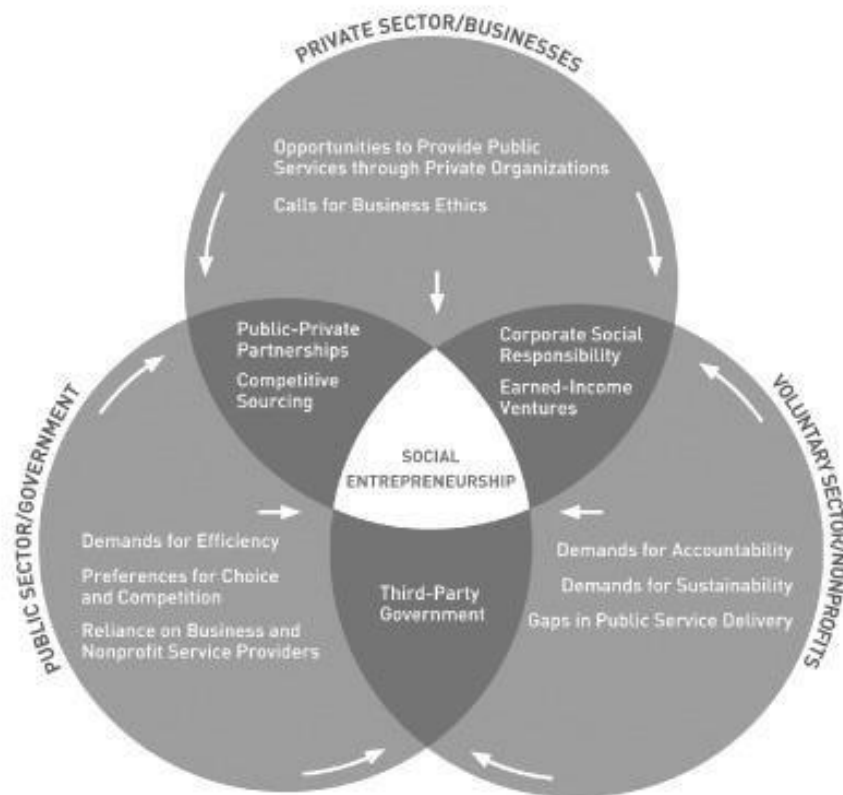 PRIVATE SECTOR/BUSINESSES
Opportunities to Provide Public
Services through Private Organizations
Calls for Business Ethics
Public-Private
Partnerships
Competitive
Sourcing
Corporate Social
Responsibility
Earned-Income
Ventures
PUBLIC SECTOR/GOVERNMENT
VOLUNTARY SECTOR/NONPROFITS
SOCIAL
ENTREPRENEURSHIP
Demands for Efficiency
Preferences for Choice
and Competition
Reliance on Business and
Nonprofit Service Providers
Third-Party
Government
Demands for Accountability
Demands for Sustainability
Gaps in Public Service Delivery